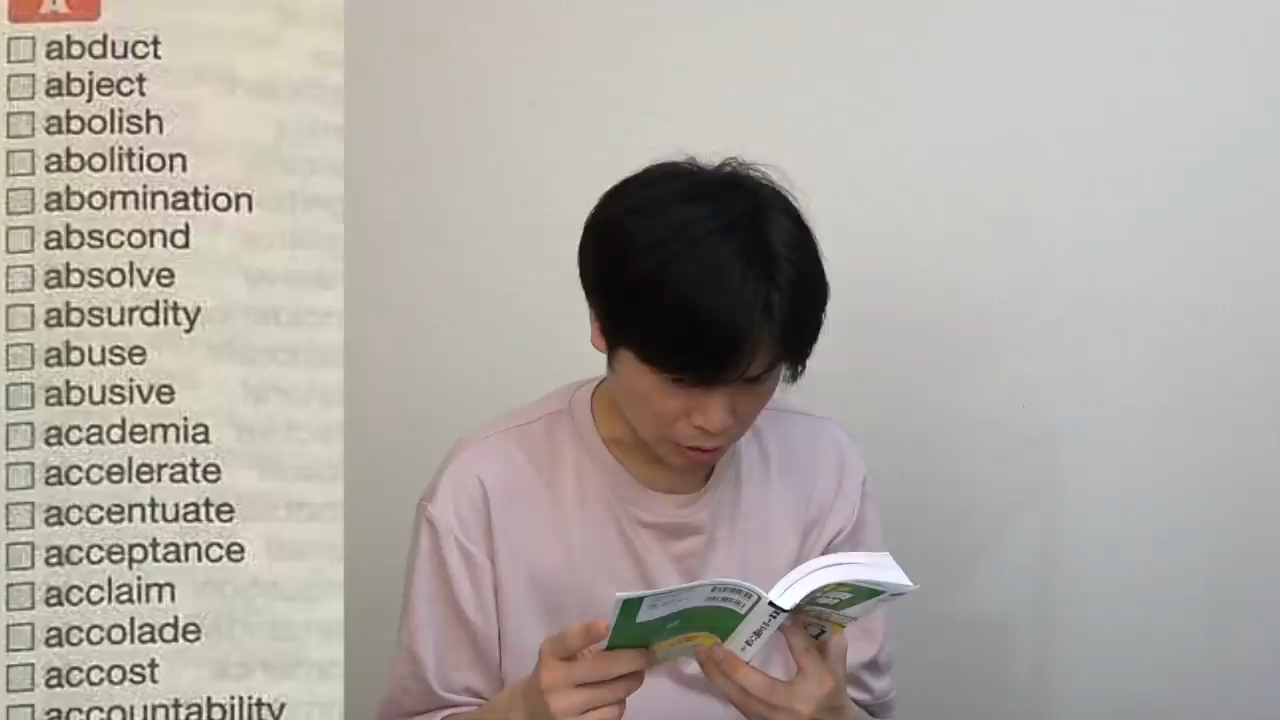 A
abduct
abject
abolish
abolition
abomination
abscond
absolve
absurdity
abuse
abusive
academia
accelerate
accentuate
acceptance
acclaim
accolade
accost
accountability